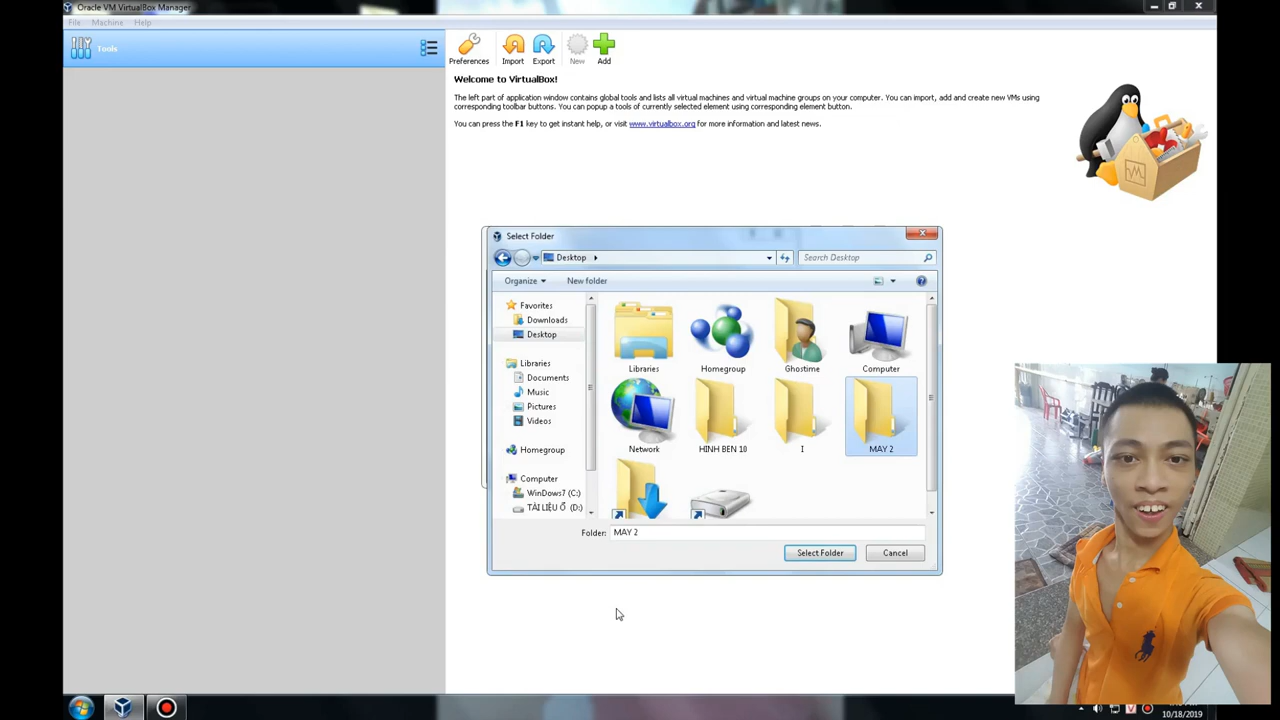 Oracle VM VirtualBox Manager
File Machine Help
Tools
Preferences Import Export New Add
Welcome to VirtualBox!
The left part of application window contains global tools and lists all virtual machines and virtual machine groups on your computer. You can import, add and create new VMs using
corresponding toolbar buttons. You can popup a tools of currently selected element using corresponding element button.
You can press the F1 key to get instant help, or visit www.virtualbox.org for more information and latest news.
Select Folder
Desktop
Search Desktop
Organize New folder
Favorites
Downloads
Desktop
Libraries
Documents
Music
Pictures
Videos
Homegroup
Computer
WinDows7 (C:)
TÀI LIỆU Ổ (D:)
Libraries Homegroup Ghostime Computer
Network HINH BEN 10 I MAY 2
Folder: MAY 2
Select Folder Cancel
10/18/2019